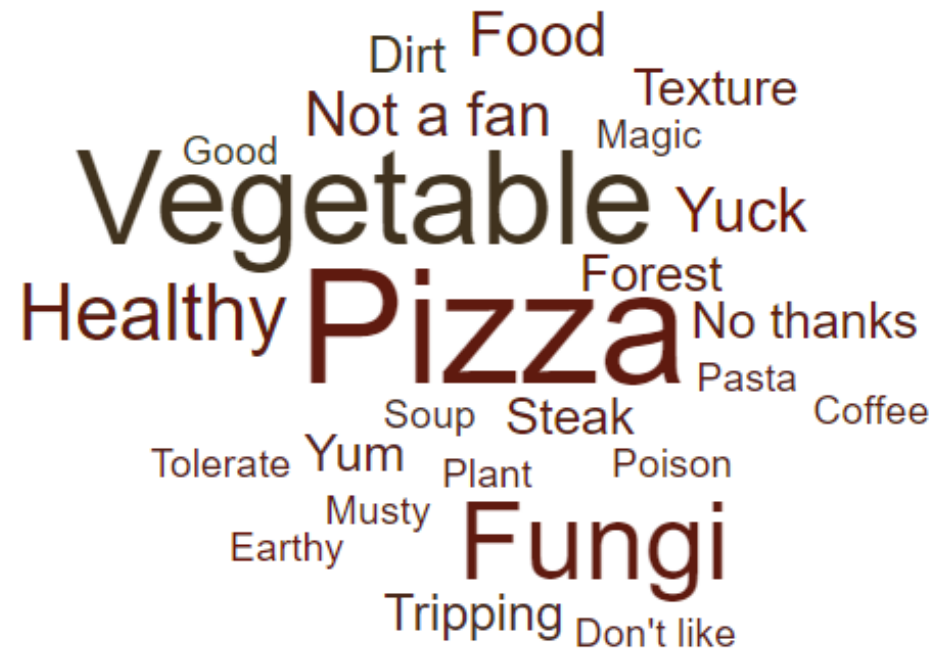 Food
Dirt
Texture
Not a fan
Magic
Good
Vegetable
Yuck
Forest
Healthy
Pizza
No thanks
Pasta
Coffee
Soup
Steak
Yum
Tolerate
Plant
Poison
Musty
Earthy
Fungi
Tripping
Don't like